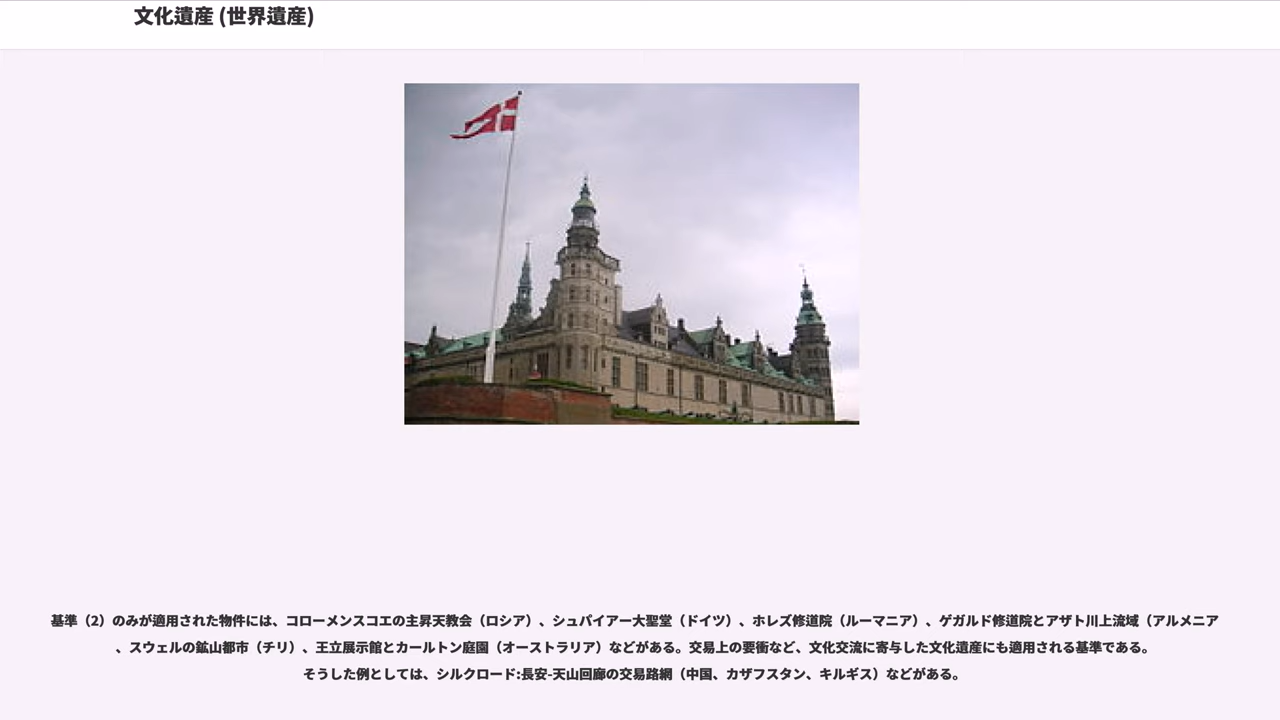 文化遺産 (世界遺産)
基準（2）のみが適用された物件には、コローメンスコエの主昇天教会（ロシア）、シュパイアー大聖堂（ドイツ）、ホレズ修道院（ルーマニア）、ゲガルド修道院とアザト川上流域（アルメニア
、スウェルの鉱山都市（チリ）、王立展示館とカールトン庭園（オーストラリア）などがある。交易上の要衝など、文化交流に寄与した文化遺産にも適用される基準である。
そうした例としては、シルクロード:長安-天山回廊の交易路網（中国、カザフスタン、キルギス）などがある。